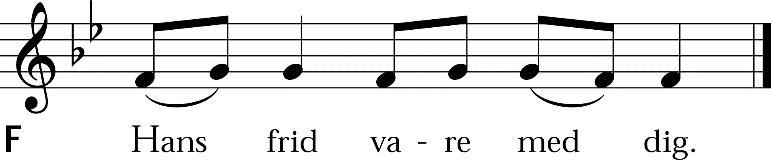 F Hans frid va - re med dig.